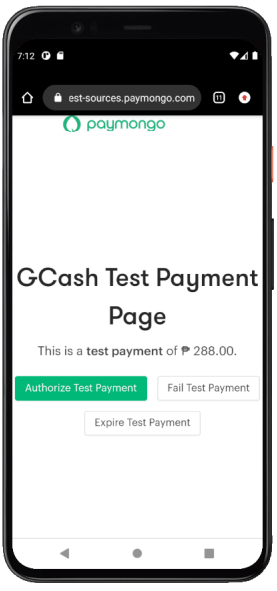 7:12
est-sources.paymongo.com
11
paymongo
GCash Test Payment
Page
This is a test payment of ₱ 288.00.
Authorize Test Payment
Fail Test Payment
Expire Test Payment